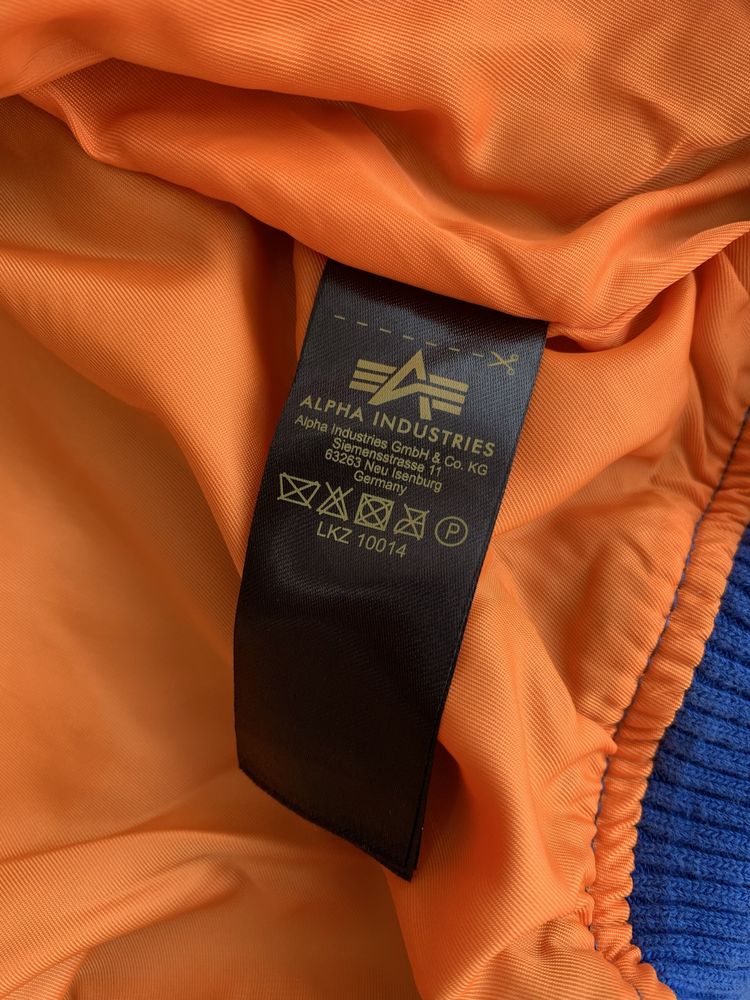 ALPHA INDUSTRIES
Alpha Industries GmbH & Co. KG
Siemensstrasse 11
63263 Neu Isenburg
Germany
P
LKZ 10014